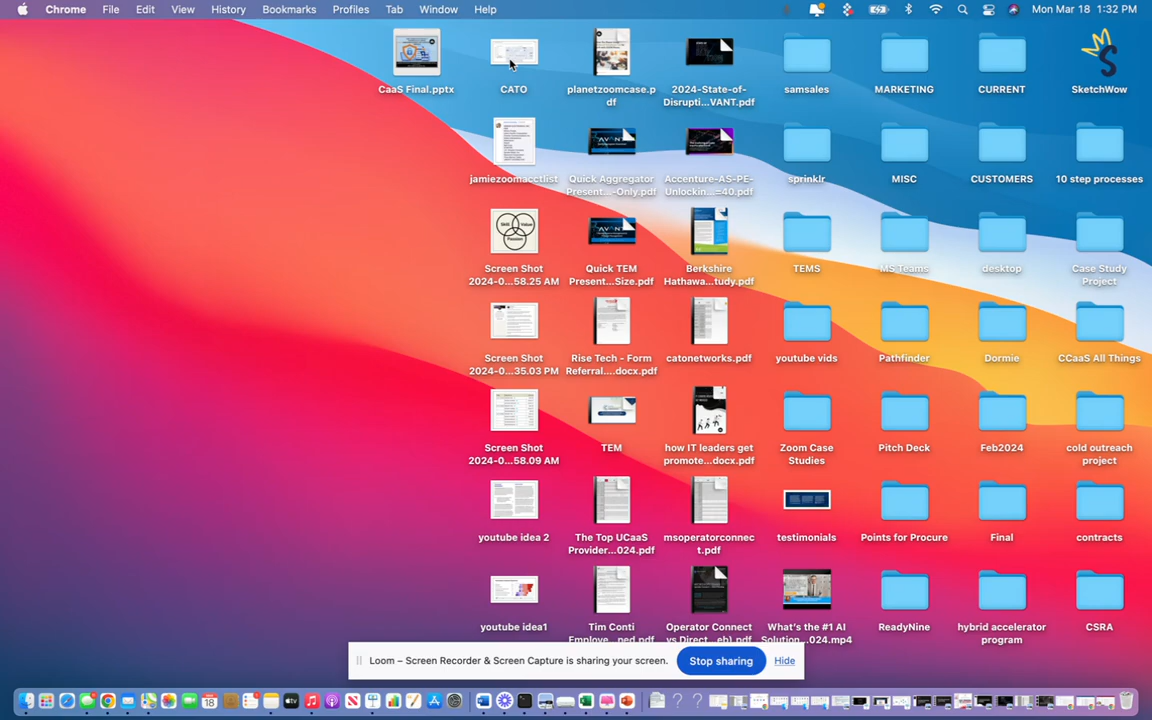 Chrome File Edit View History Bookmarks Profiles Tab Window Help Mon Mar 18 1:32 PM
CaaS Final.pptx
CATO
planetzoomcase.p
df
2024-State-of-
Disrupti...VANT.pdf
samsales
MARKETING
CURRENT
SketchWow
jamiezoomacctlist
Quick Aggregator
Present...-Only.pdf
Accenture-AS-PE-
Unlockin...=40.pdf
sprinklr
MISC
CUSTOMERS
10 step processes
Screen Shot
2024-0...58.25 AM
Quick TEM
Present...Size.pdf
Berkshire
Hathawa...tudy.pdf
TEMS
MS Teams
desktop
Case Study
Project
Screen Shot
2024-0...35.03 PM
Rise Tech - Form
Referral....docx.pdf
catonetworks.pdf
youtube vids
Pathfinder
Dormie
CCaaS All Things
Screen Shot
2024-0...58.09 AM
TEM
how IT leaders get
promote...docx.pdf
Zoom Case
Studies
Pitch Deck
Feb2024
cold outreach
project
youtube idea 2
The Top UCaaS
Provider...024.pdf
msoperatorconnec
t.pdf
testimonials
Points for Procure
Final
contracts
youtube idea1
Tim Conti
Employe...ned.pdf
Operator Connect
vs Direct...eb).pdf
What's the #1 AI
Solution...024.mp4
ReadyNine
hybrid accelerator
program
CSRA
Loom – Screen Recorder & Screen Capture is sharing your screen. Stop sharing Hide